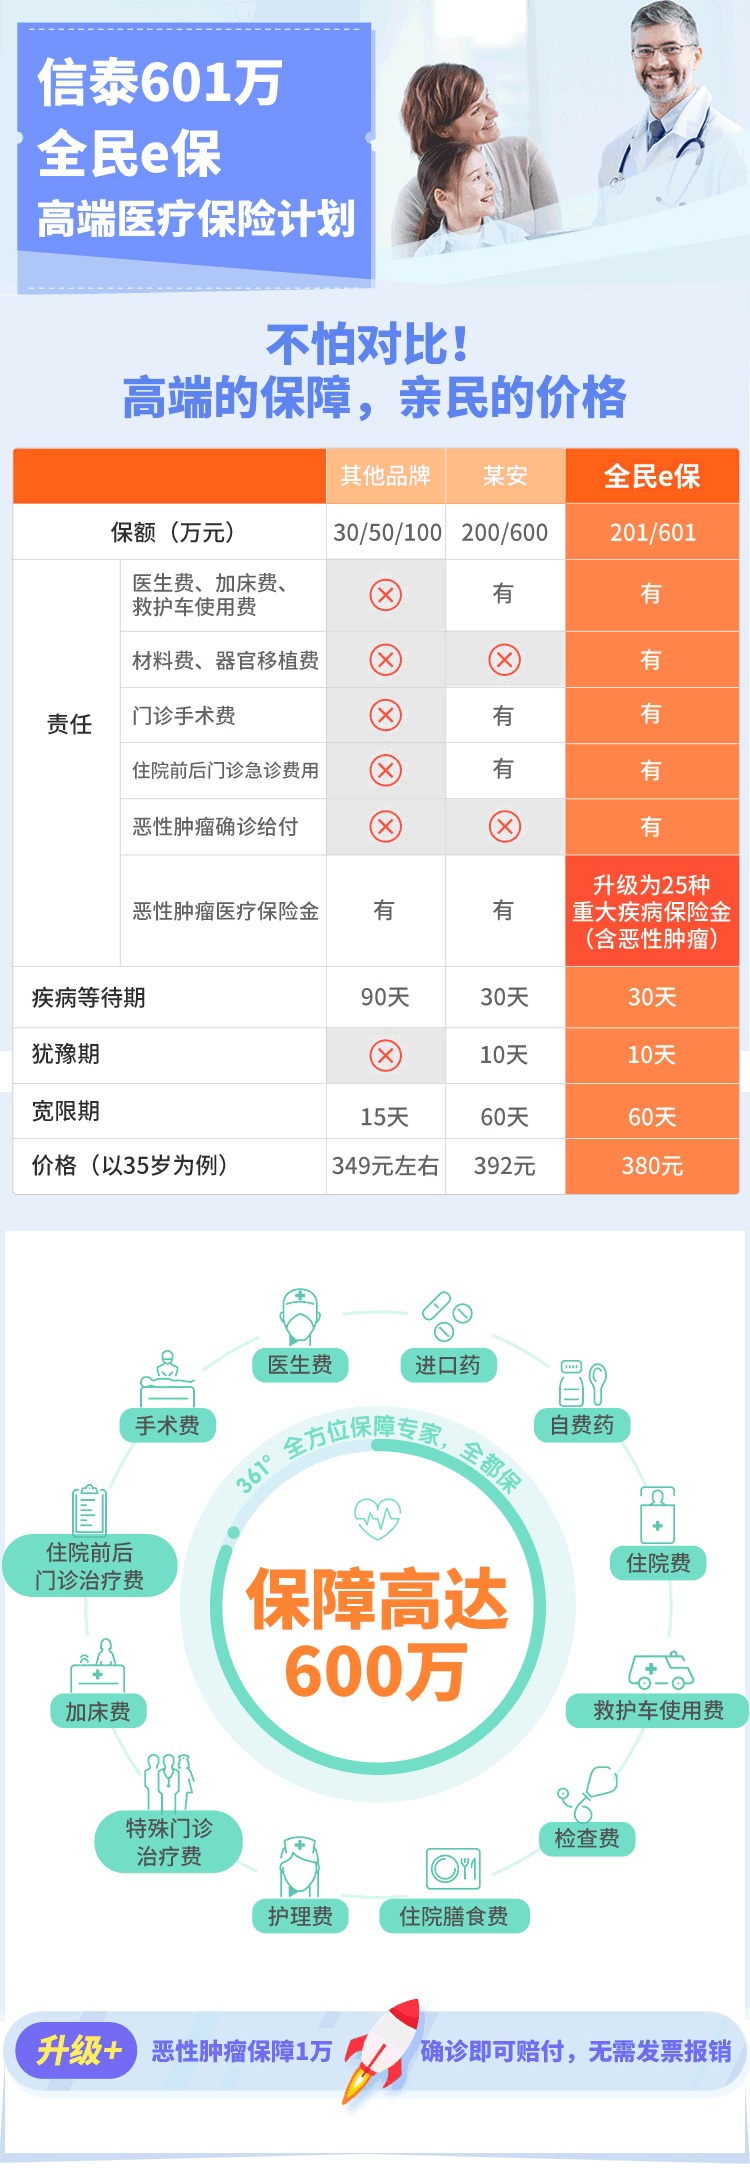 信泰601万
全民e保
高端医疗保险计划
不怕对比！
高端的保障，亲民的价格
其他品牌 某安 全民e保
保额（万元） 30/50/100 200/600 201/601
责任
医生费、加床费、
救护车使用费
有 有
材料费、器官移植费 有
门诊手术费 有 有
住院前后门诊急诊费用 有 有
恶性肿瘤确诊给付 有
恶性肿瘤医疗保险金 有 有
升级为25种
重大疾病保险金
（含恶性肿瘤）
疾病等待期 90天 30天 30天
犹豫期 10天 10天
宽限期 15天 60天 60天
价格（以35岁为例） 349元左右 392元 380元
医生费
进口药
手术费
自费药
361°全方位保障专家，全都保
住院前后
门诊治疗费
住院费
保障高达
600万
加床费
救护车使用费
特殊门诊
治疗费
检查费
护理费
住院膳食费
升级+ 恶性肿瘤保障1万 确诊即可赔付，无需发票报销